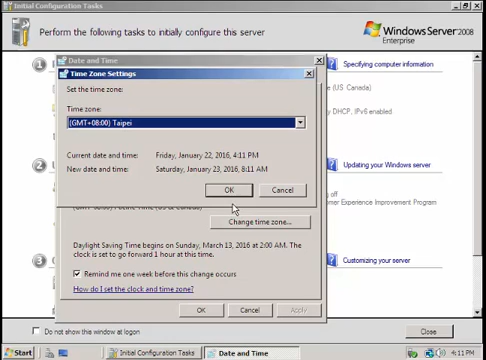 Initial Configuration Tasks
Perform the following tasks to initially configure this server
Windows Server 2008
Enterprise
1
Specifying computer information
Date and Time
Time Zone Settings
Set the time zone:
Time zone:
(GMT+08:00) Taipei
Current date and time: Friday, January 22, 2016, 4:11 PM
New date and time: Saturday, January 23, 2016, 8:11 AM
OK
Cancel
(US & Canada)
by DHCP, IPv6 enabled
2
Updating your Windows server
off
Customer Experience Improvement Program
Change time zone...
Daylight Saving Time begins on Sunday, March 13, 2016 at 2:00 AM. The
clock is set to go forward 1 hour at this time.
3
Customizing your server
Remind me one week before this change occurs
How do I set the clock and time zone?
OK
Cancel
Apply
Do not show this window at logon
Close
Start
Initial Configuration Tasks
Date and Time
4:11 PM